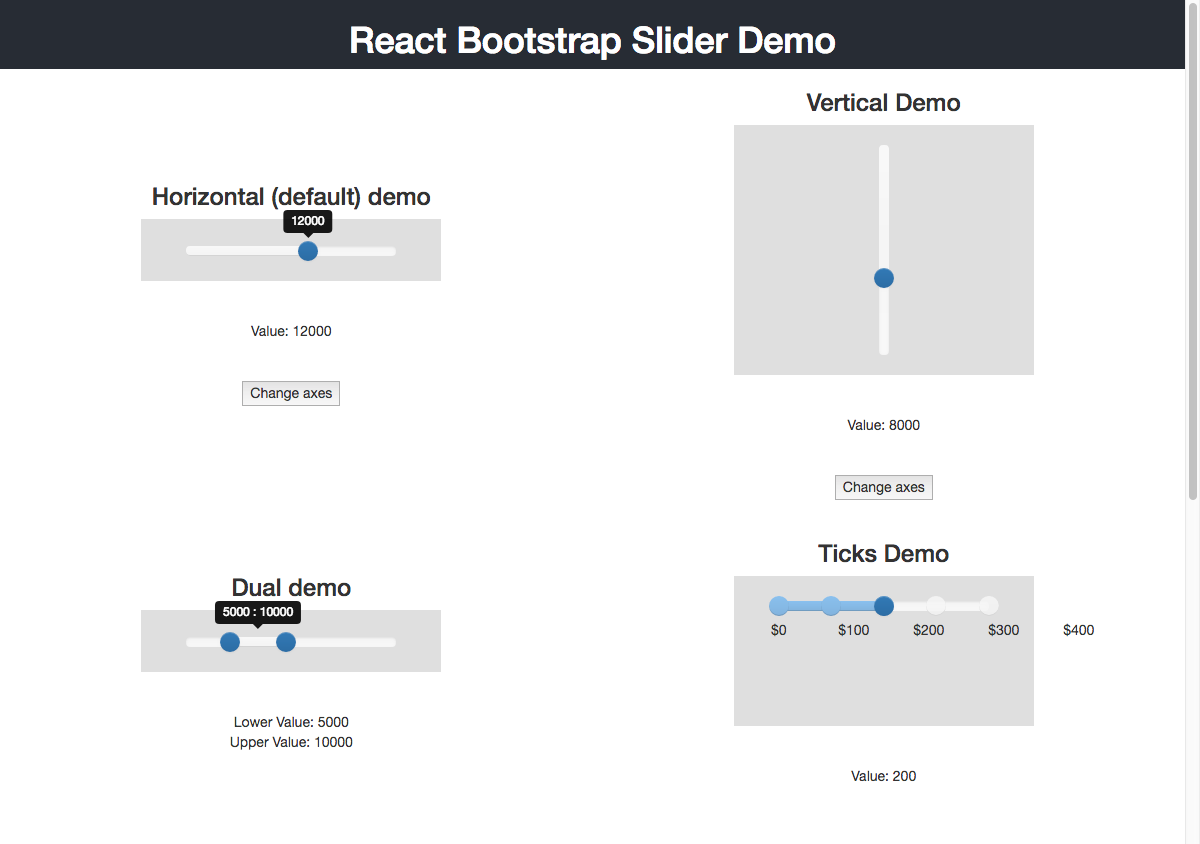 React Bootstrap Slider Demo
Horizontal (default) demo
12000
Value: 12000
Change axes
Vertical Demo
Value: 8000
Change axes
Dual demo
5000 : 10000
Lower Value: 5000
Upper Value: 10000
Ticks Demo
$0 $100 $200 $300 $400
Value: 200